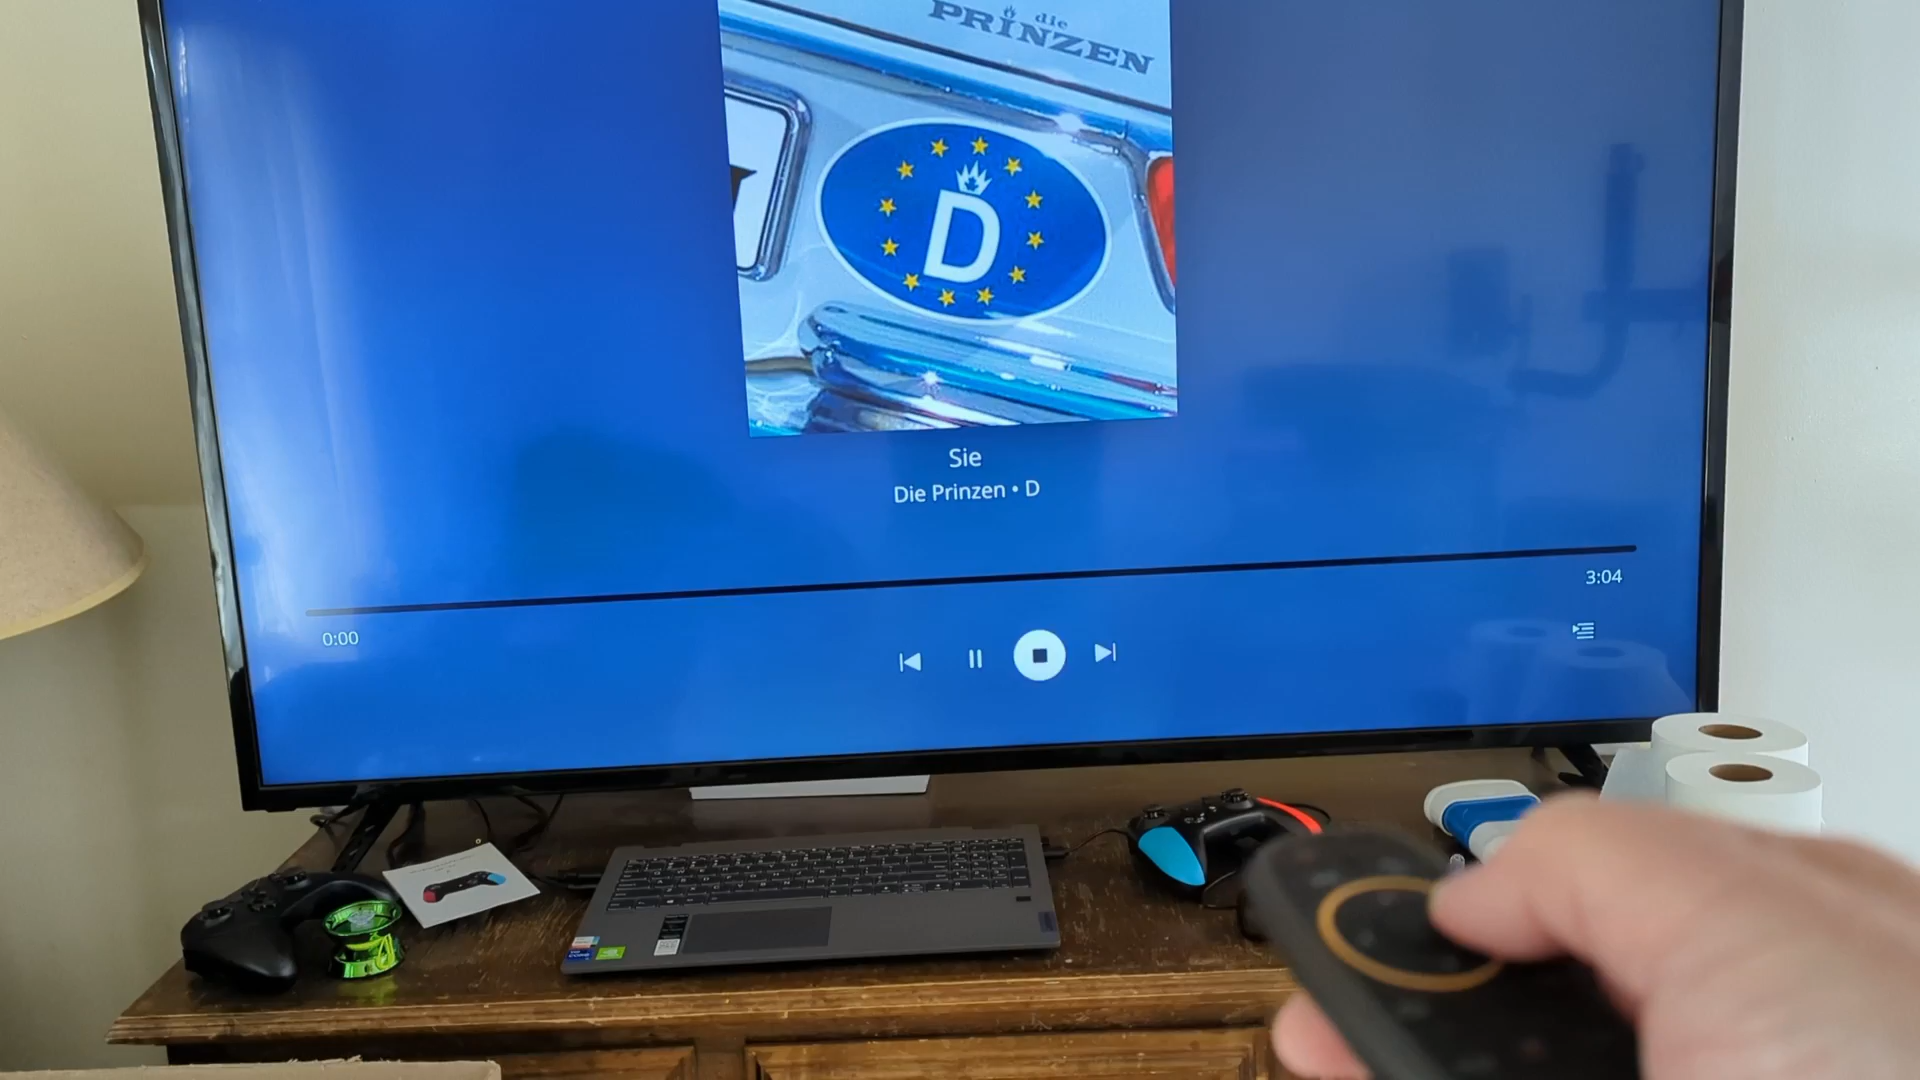 die
PRINZEN
D
Sie
Die Prinzen • D
3:04
0:00